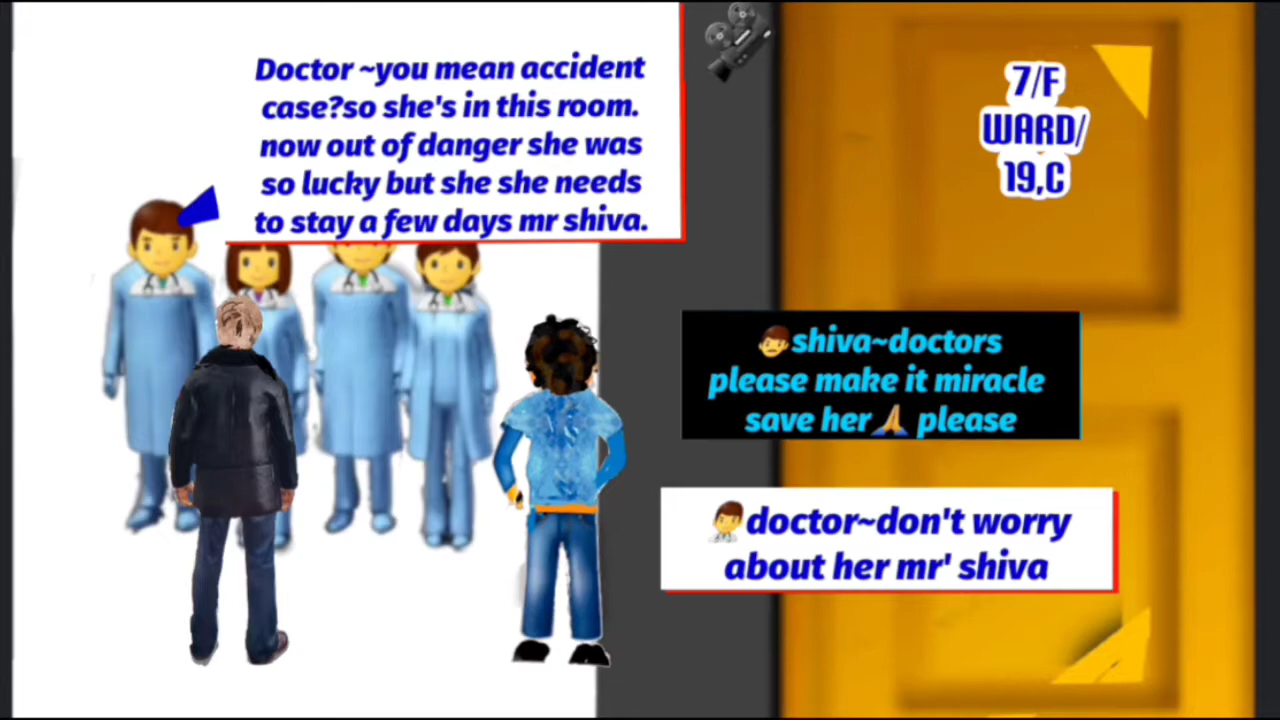 Doctor ~you mean accident
case?so she's in this room.
now out of danger she was
so lucky but she she needs
to stay a few days mr shiva.
7/F
WARD/
19,C
shiva~doctors
please make it miracle
save her🙏 please
doctor~don't worry
about her mr' shiva